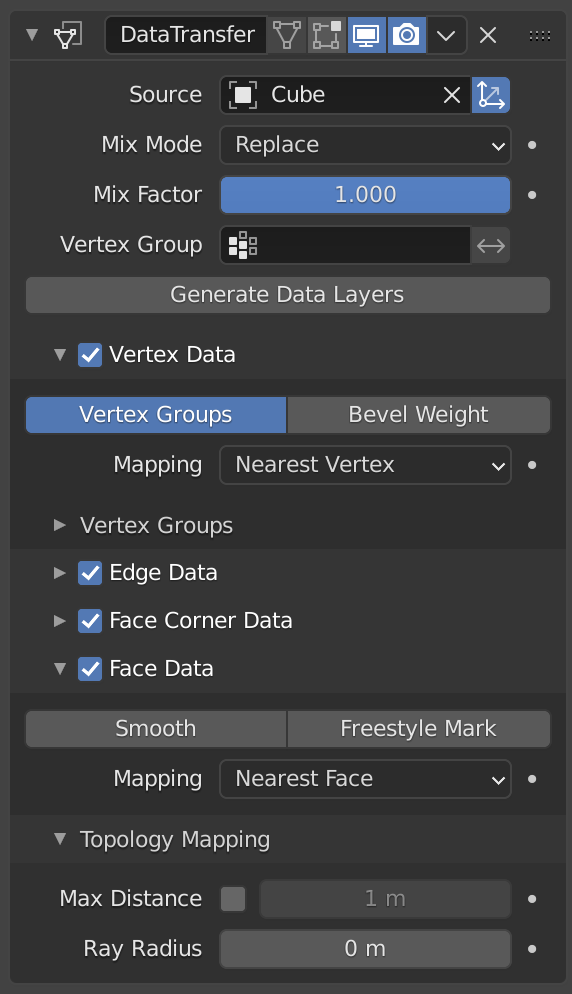 DataTransfer
Source Cube
Mix Mode Replace
Mix Factor 1.000
Vertex Group
Generate Data Layers
Vertex Data
Vertex Groups Bevel Weight
Mapping Nearest Vertex
Vertex Groups
Edge Data
Face Corner Data
Face Data
Smooth Freestyle Mark
Mapping Nearest Face
Topology Mapping
Max Distance 1 m
Ray Radius 0 m